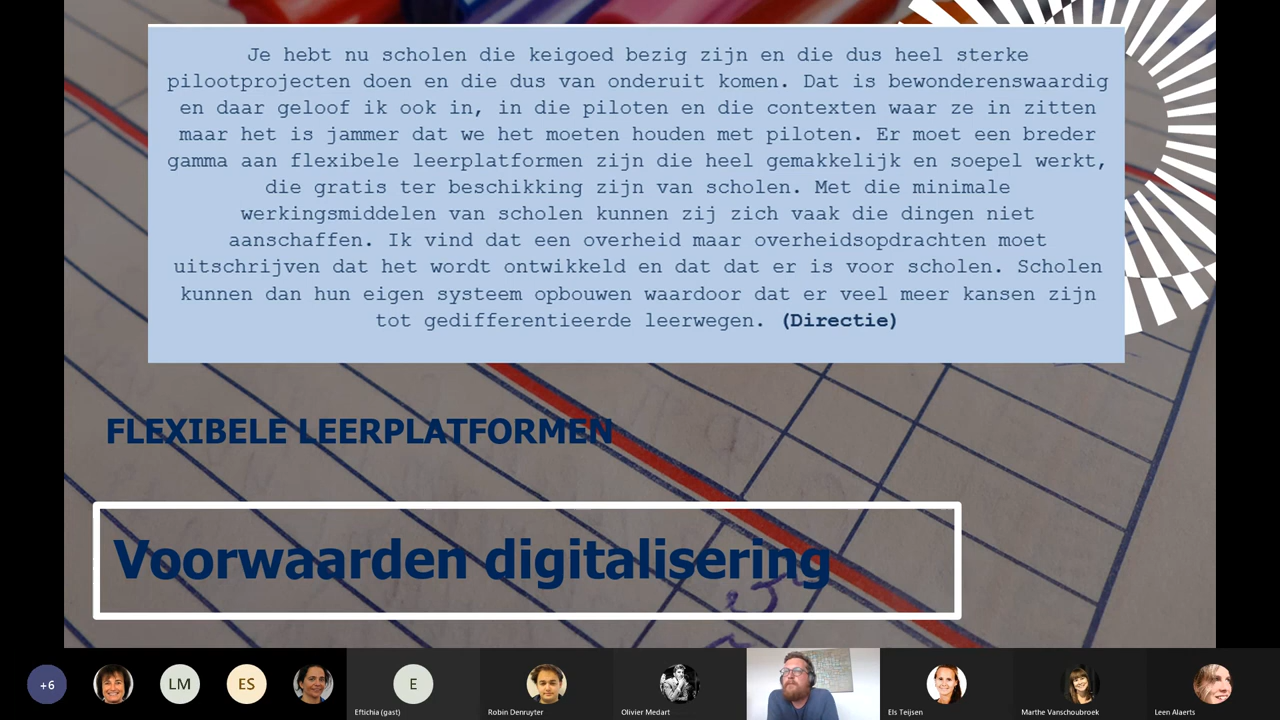 Je hebt nu scholen die keigoed bezig zijn en die dus heel sterke
pilootprojecten doen en die dus van onderuit komen. Dat is bewonderenswaardig
en daar geloof ik ook in, in die piloten en die contexten waar ze in zitten
maar het is jammer dat we het moeten houden met piloten. Er moet een breder
gamma aan flexibele leerplatformen zijn die heel gemakkelijk en soepel werkt,
die gratis ter beschikking zijn van scholen. Met die minimale
werkingsmiddelen van scholen kunnen zij zich vaak die dingen niet
aanschaffen. Ik vind dat een overheid maar overheidsopdrachten moet
uitschrijven dat het wordt ontwikkeld en dat dat er is voor scholen. Scholen
kunnen dan hun eigen systeem opbouwen waardoor dat er veel meer kansen zijn
tot gedifferentieerde leerwegen. (Directie)
FLEXIBELE LEERPLATFORMEN
Voorwaarden digitalisering
+6
LM
ES
E
Eftichia (gast)
Robin Denruyter
Olivier Medart
Els Teijsen
Marthe Vanschoubroek
Leen Alaerts